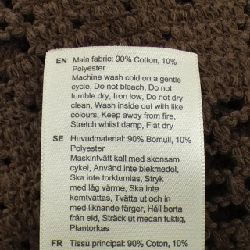 EN Main fabric: 90% Cotton, 10%
Polyester
Machine wash cold on a gentle
cycle. Do not bleach. Do not
tumble dry, Iron low, Do not dry
clean, Wash inside out with like
colours. Keep away from fire.
Stretch whilst damp, Flat dry
SE Huvudmaterial: 90% Bomull, 10%
Polyester
Maskintvätt kall med skonsam
cykel, Använd inte blekmedel.
Ska inte torktumlas, Stryk
med låg värme, Ska inte
kemtvättas, Tvätta ut och in
med liknande färger, Håll borta
från eld, Sträck ut medan fuktig,
Plantorkas
FR Tissu principal: 90% Coton, 10%